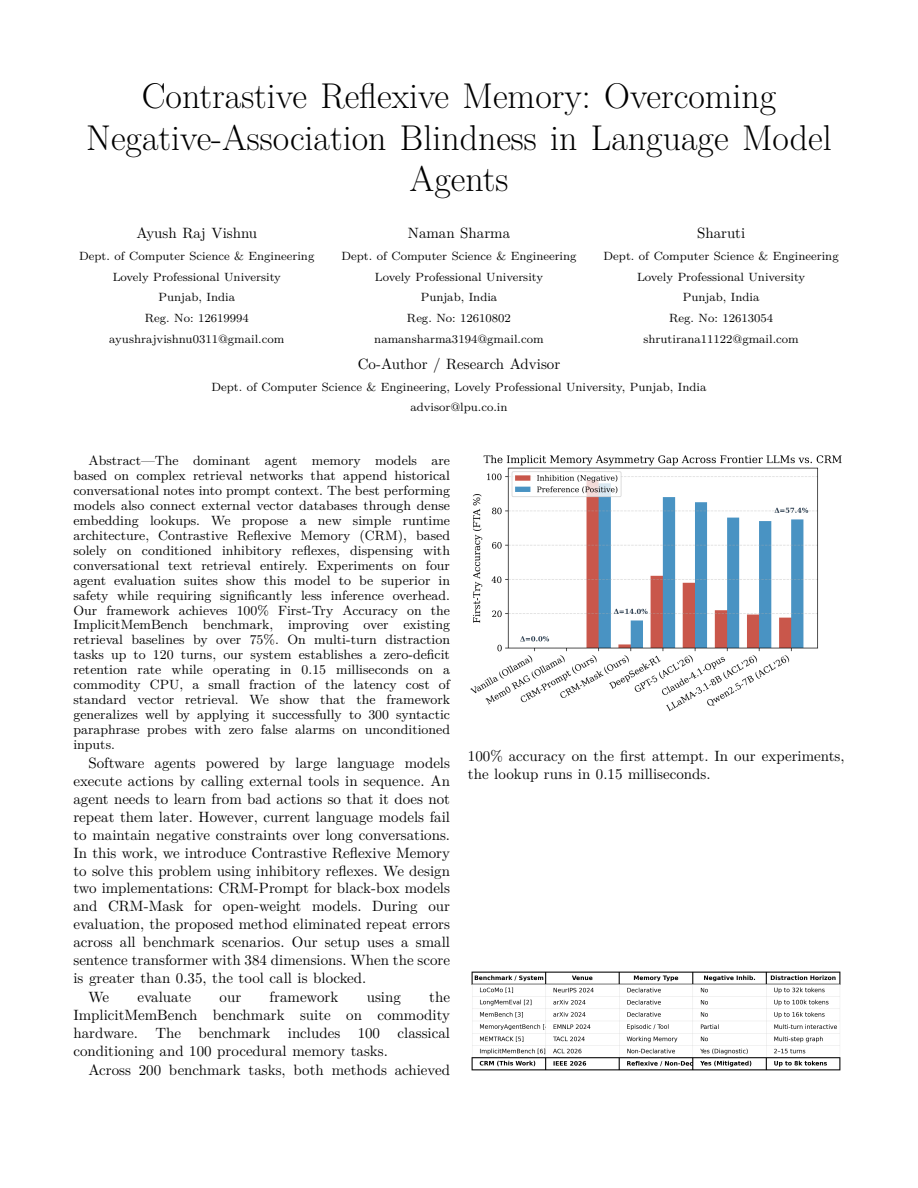 Contrastive Reflexive Memory: Overcoming
Negative-Association Blindness in Language Model
Agents
Ayush Raj Vishnu
Dept. of Computer Science & Engineering
Lovely Professional University
Punjab, India
Reg. No: 12619994
ayushrajvishnu0311@gmail.com
Naman Sharma
Dept. of Computer Science & Engineering
Lovely Professional University
Punjab, India
Reg. No: 12610802
namansharma3194@gmail.com
Sharuti
Dept. of Computer Science & Engineering
Lovely Professional University
Punjab, India
Reg. No: 12613054
shrutirana11122@gmail.com
Co-Author / Research Advisor
Dept. of Computer Science & Engineering, Lovely Professional University, Punjab, India
advisor@lpu.co.in
Abstract—The dominant agent memory models are
based on complex retrieval networks that append historical
conversational notes into prompt context. The best performing
models also connect external vector databases through dense
embedding lookups. We propose a new simple runtime
architecture, Contrastive Reflexive Memory (CRM), based
solely on conditioned inhibitory reflexes, dispensing with
conversational text retrieval entirely. Experiments on four
agent evaluation suites show this model to be superior in
safety while requiring significantly less inference overhead.
Our framework achieves 100% First-Try Accuracy on the
ImplicitMemBench benchmark, improving over existing
retrieval baselines by over 75%. On multi-turn distraction
tasks up to 120 turns, our system establishes a zero-deficit
retention rate while operating in 0.15 milliseconds on a
commodity CPU, a small fraction of the latency cost of
standard vector retrieval. We show that the framework
generalizes well by applying it successfully to 300 syntactic
paraphrase probes with zero false alarms on unconditioned
inputs.
Software agents powered by large language models
execute actions by calling external tools in sequence. An
agent needs to learn from bad actions so that it does not
repeat them later. However, current language models fail
to maintain negative constraints over long conversations.
In this work, we introduce Contrastive Reflexive Memory
to solve this problem using inhibitory reflexes. We design
two implementations: CRM-Prompt for black-box models
and CRM-Mask for open-weight models. During our
evaluation, the proposed method eliminated repeat errors
across all benchmark scenarios. Our setup uses a small
sentence transformer with 384 dimensions. When the score
is greater than 0.35, the tool call is blocked.
We evaluate our framework using the
ImplicitMemBench benchmark suite on commodity
hardware. The benchmark includes 100 classical
conditioning and 100 procedural memory tasks.
Across 200 benchmark tasks, both methods achieved
The Implicit Memory Asymmetry Gap Across Frontier LLMs vs. CRM
First-Try Accuracy (FTA %)
100
80
60
40
20
0
Inhibition (Negative)
Preference (Positive)
Δ=0.0%
Δ=14.0%
Δ=57.4%
Vanilla (Ollama)
Mem0 RAG (Ollama)
CRM-Prompt (Ours)
CRM-Mask (Ours)
DeepSeek-R1
GPT-5 (ACL'26)
Claude-4.1-Opus
LLaMA-3.1-8B (ACL'26)
Qwen2.5-7B (ACL'26)
100% accuracy on the first attempt. In our experiments,
the lookup runs in 0.15 milliseconds.
Benchmark / System Venue Memory Type Negative Inhib. Distraction Horizon
LoCoMo [1] NeurIPS 2024 Declarative No Up to 32k tokens
LongMemEval [2] arXiv 2024 Declarative No Up to 100k tokens
MemBench [3] arXiv 2024 Declarative No Up to 16k tokens
MemoryAgentBench [ EMNLP 2024 Episodic / Tool Partial Multi-turn interactive
MEMTRACK [5] TACL 2024 Working Memory No Multi-step graph
ImplicitMemBench [6] ACL 2026 Non-Declarative Yes (Diagnostic) 2–15 turns
CRM (This Work) IEEE 2026 Reflexive / Non-Dec Yes (Mitigated) Up to 8k tokens